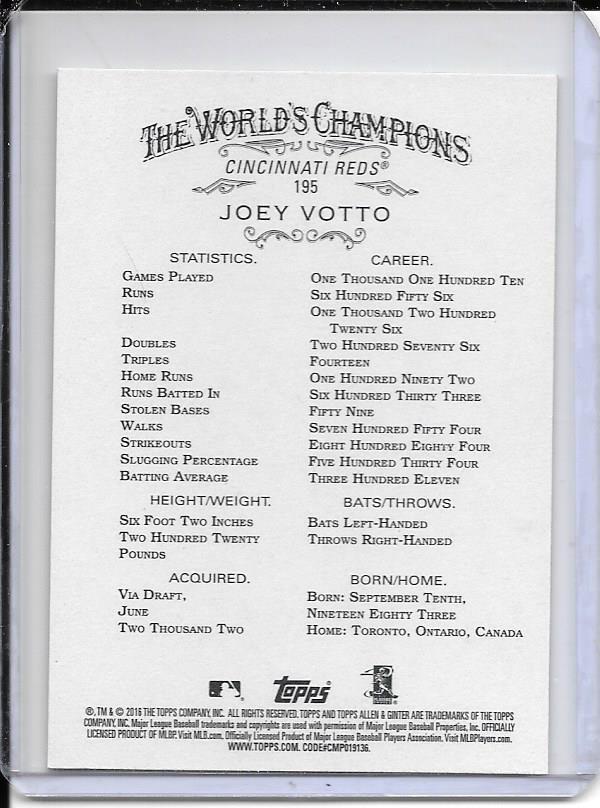 THE WORLD'S CHAMPIONS
CINCINNATI REDS®
195
JOEY VOTTO
STATISTICS. CAREER.
GAMES PLAYED ONE THOUSAND ONE HUNDRED TEN
RUNS SIX HUNDRED FIFTY SIX
HITS ONE THOUSAND TWO HUNDRED
TWENTY SIX
DOUBLES TWO HUNDRED SEVENTY SIX
TRIPLES FOURTEEN
HOME RUNS ONE HUNDRED NINETY TWO
RUNS BATTED IN SIX HUNDRED THIRTY THREE
STOLEN BASES FIFTY NINE
WALKS SEVEN HUNDRED FIFTY FOUR
STRIKEOUTS EIGHT HUNDRED EIGHTY FOUR
SLUGGING PERCENTAGE FIVE HUNDRED THIRTY FOUR
BATTING AVERAGE THREE HUNDRED ELEVEN
HEIGHT/WEIGHT. BATS/THROWS.
SIX FOOT TWO INCHES BATS LEFT-HANDED
TWO HUNDRED TWENTY THROWS RIGHT-HANDED
POUNDS
ACQUIRED. BORN/HOME.
VIA DRAFT, BORN: SEPTEMBER TENTH,
JUNE NINETEEN EIGHTY THREE
TWO THOUSAND TWO HOME: TORONTO, ONTARIO, CANADA
topps
®, TM & © 2016 THE TOPPS COMPANY, INC. ALL RIGHTS RESERVED. TOPPS AND TOPPS ALLEN & GINTER ARE TRADEMARKS OF THE TOPPS
COMPANY, INC. Major League Baseball trademarks and copyrights are used with permission of Major League Baseball Properties, Inc. OFFICIALLY
LICENSED PRODUCT OF MLBP. Visit MLB.com. Officially Licensed Product of Major League Baseball Players Association. Visit MLBPlayers.com.
WWW.TOPPS.COM. CODE#CMP019136.